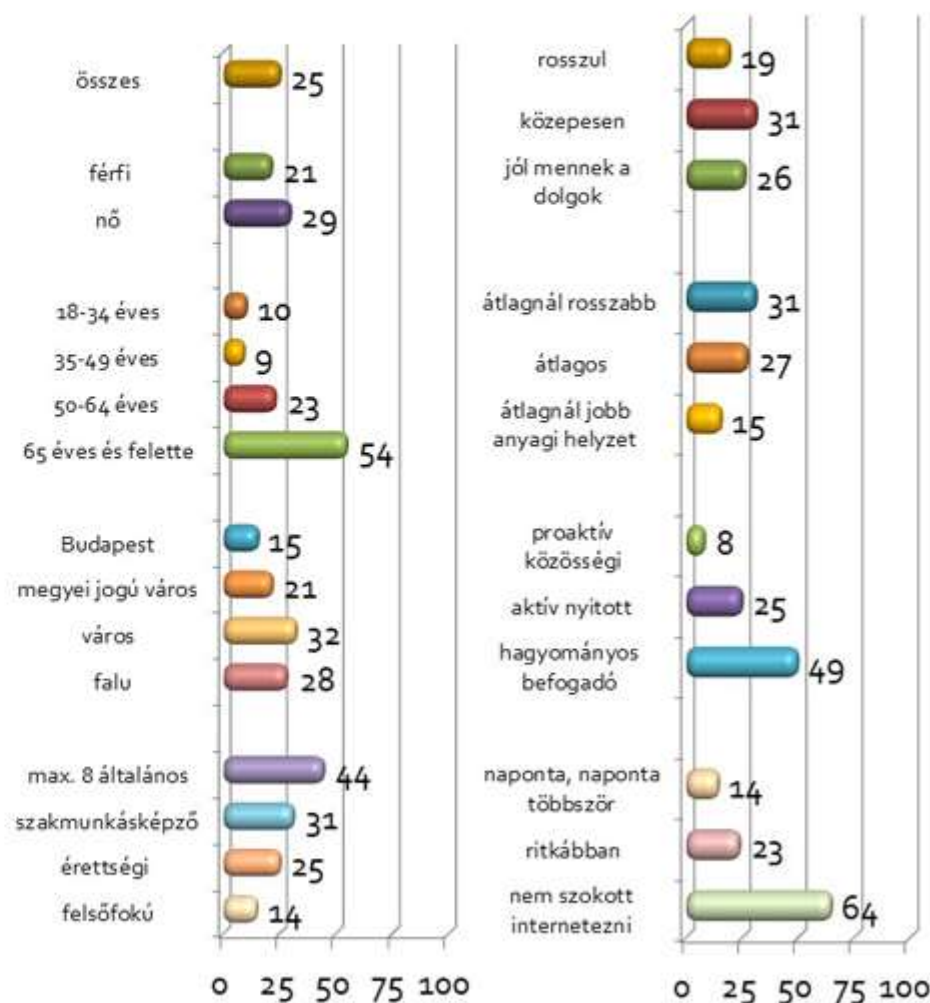 összes 25
férfi 21
nő 29
18-34 éves 10
35-49 éves 9
50-64 éves 23
65 éves és felette 54
Budapest 15
megyei jogú város 21
város 32
falu 28
max. 8 általános 44
szakmunkásképző 31
érettségi 25
felsőfokú 14
0 25 50 75 100
rosszul 19
közepesen 31
jól mennek a
dolgok 26
átlagnál rosszabb 31
átlagos 27
átlagnál jobb
anyagi helyzet 15
proaktív
közösségi 8
aktív nyitott 25
hagyományos
befogadó 49
naponta, naponta
többször 14
ritkábban 23
nem szokott
internetezni 64
0 25 50 75 100